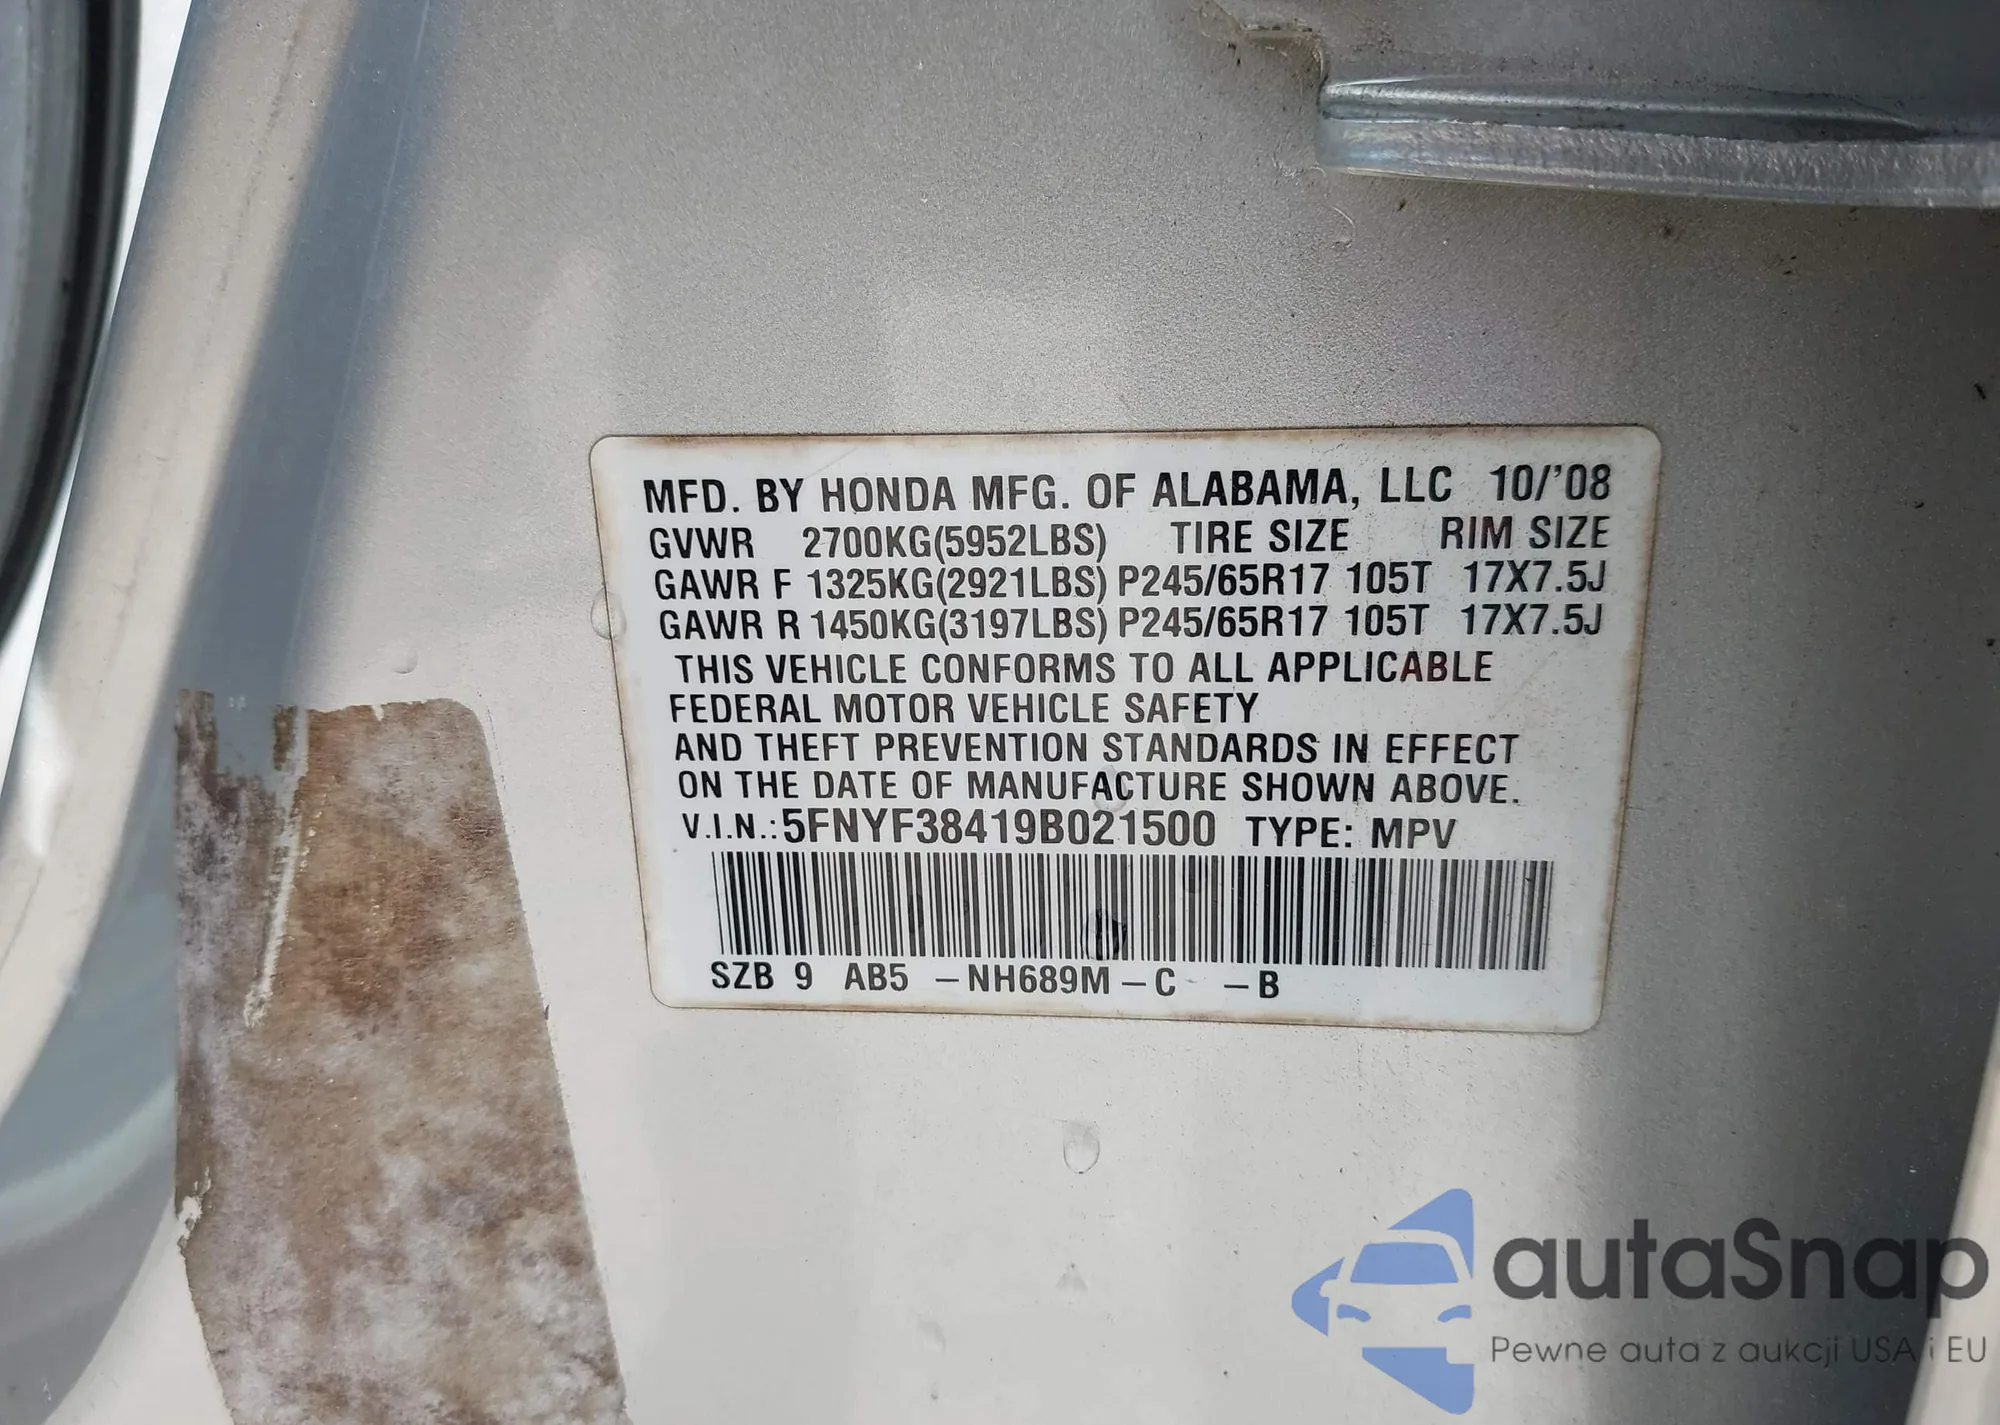 MFD. BY HONDA MFG. OF ALABAMA, LLC 10/'08
GVWR 2700KG(5952LBS) TIRE SIZE RIM SIZE
GAWR F 1325KG(2921LBS) P245/65R17 105T 17X7.5J
GAWR R 1450KG(3197LBS) P245/65R17 105T 17X7.5J
THIS VEHICLE CONFORMS TO ALL APPLICABLE
FEDERAL MOTOR VEHICLE SAFETY
AND THEFT PREVENTION STANDARDS IN EFFECT
ON THE DATE OF MANUFACTURE SHOWN ABOVE.
V.I.N.: 5FNYF38419B021500 TYPE: MPV
SZB 9 AB5 -NH689M-C -B
autaSnap
Pewne auta z aukcji USA i EU